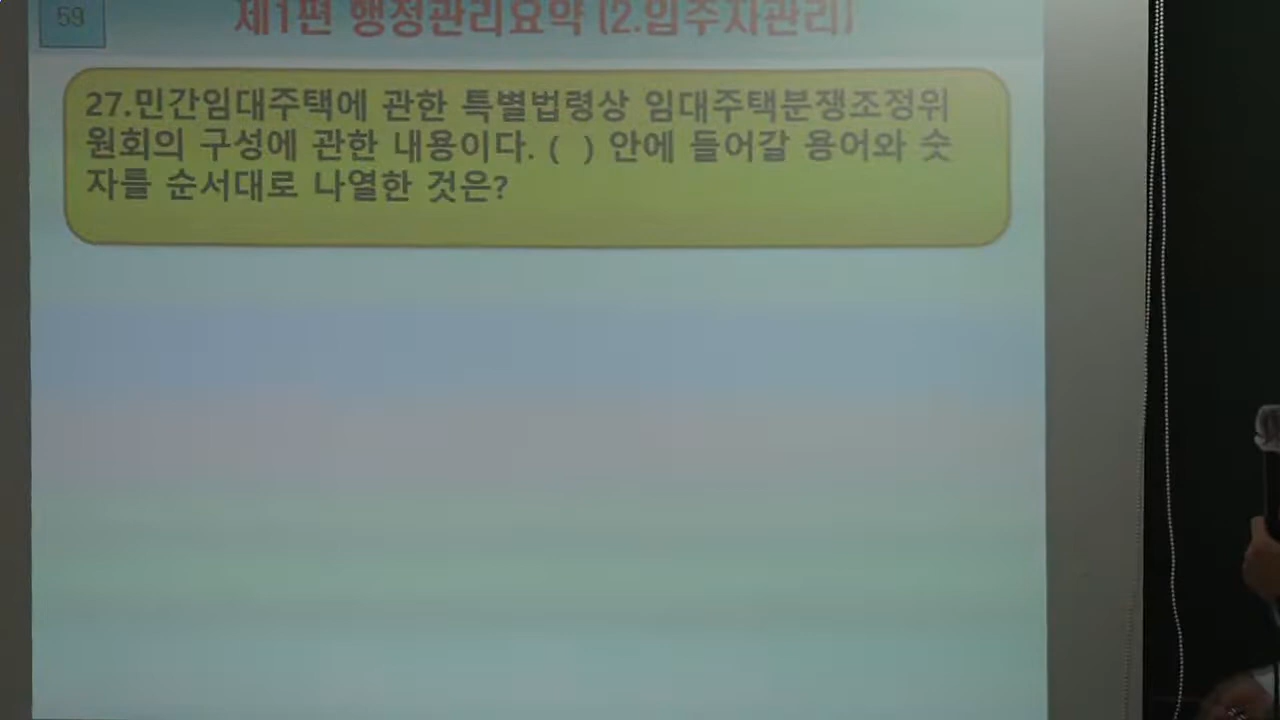 59
제1편 행정관리요약 (2.입주자관리)
27.민간임대주택에 관한 특별법령상 임대주택분쟁조정위
원회의 구성에 관한 내용이다. ( ) 안에 들어갈 용어와 숫
자를 순서대로 나열한 것은?